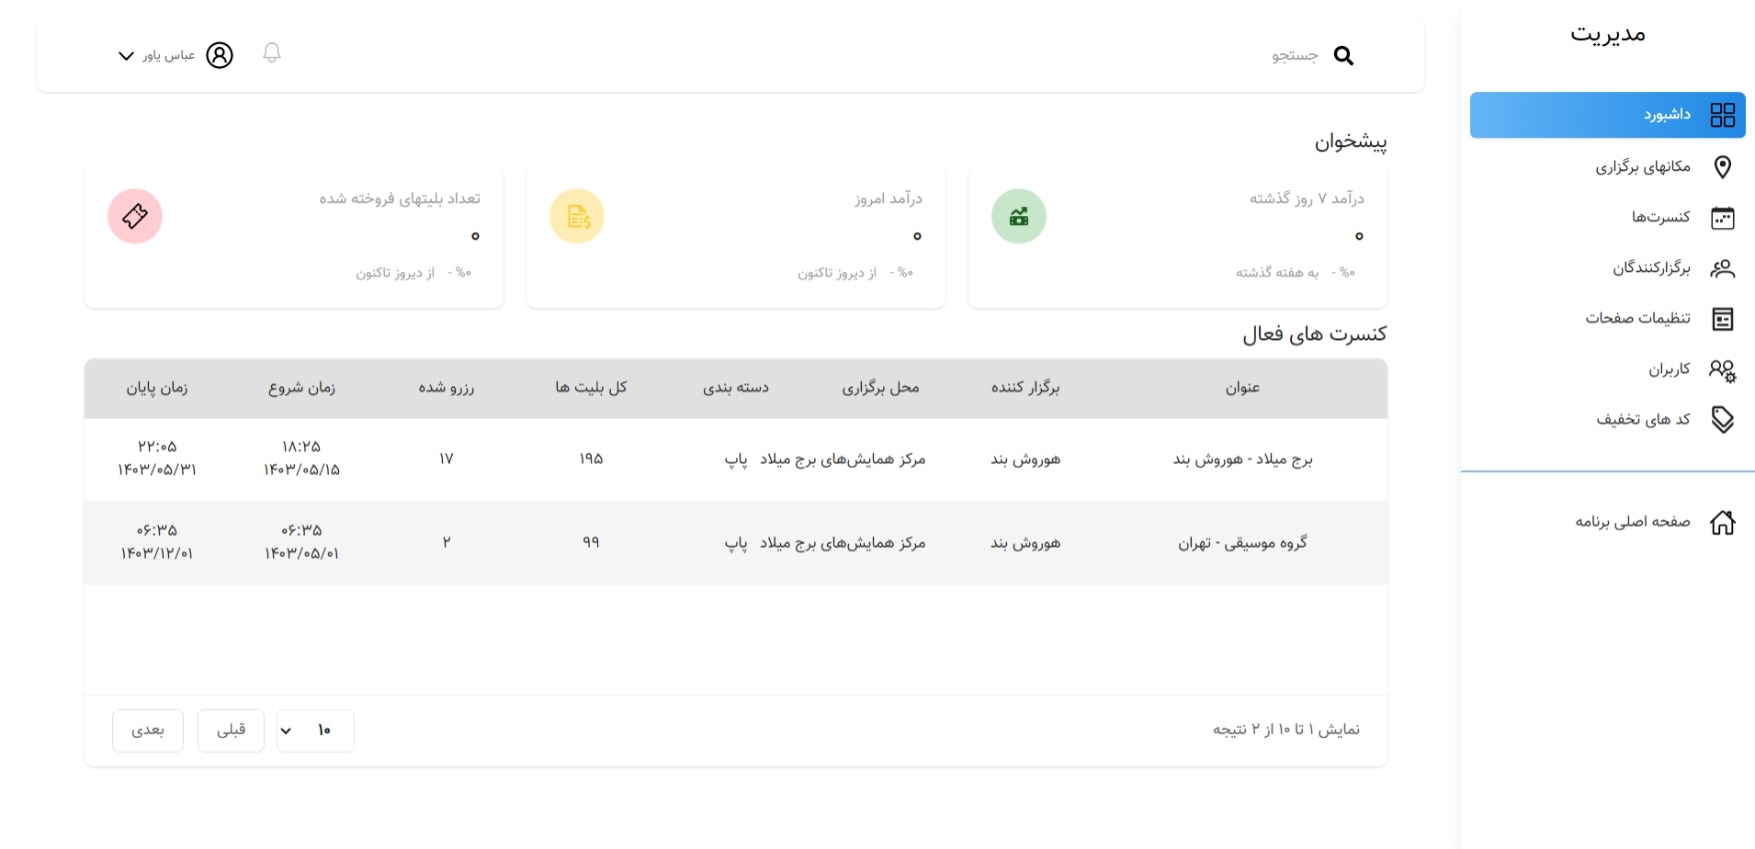 مدیریت
داشبورد
مکانهای برگزاری
کنسرت‌ها
برگزارکنندگان
تنظیمات صفحات
کاربران
کد های تخفیف
صفحه اصلی برنامه
جستجو
عباس یاور
پیشخوان
درآمد ۷ روز گذشته
۰
۰% - به هفته گذشته
درآمد امروز
۰
۰% - از دیروز تاکنون
تعداد بلیتهای فروخته شده
۰
۰% - از دیروز تاکنون
کنسرت های فعال
عنوان برگزار کننده محل برگزاری دسته بندی کل بلیت ها رزرو شده زمان شروع زمان پایان
برج میلاد - هوروش بند هوروش بند مرکز همایش‌های برج میلاد پاپ ۱۹۵ ۱۷ ۱۸:۲۵ ۲۲:۰۵
۱۴۰۳/۰۵/۱۵ ۱۴۰۳/۰۵/۳۱
گروه موسیقی - تهران هوروش بند مرکز همایش‌های برج میلاد پاپ ۹۹ ۲ ۰۶:۳۵ ۰۶:۳۵
۱۴۰۳/۰۵/۰۱ ۱۴۰۳/۱۲/۰۱
نمایش ۱ تا ۱۰ از ۲ نتیجه
۱۰ قبلی بعدی